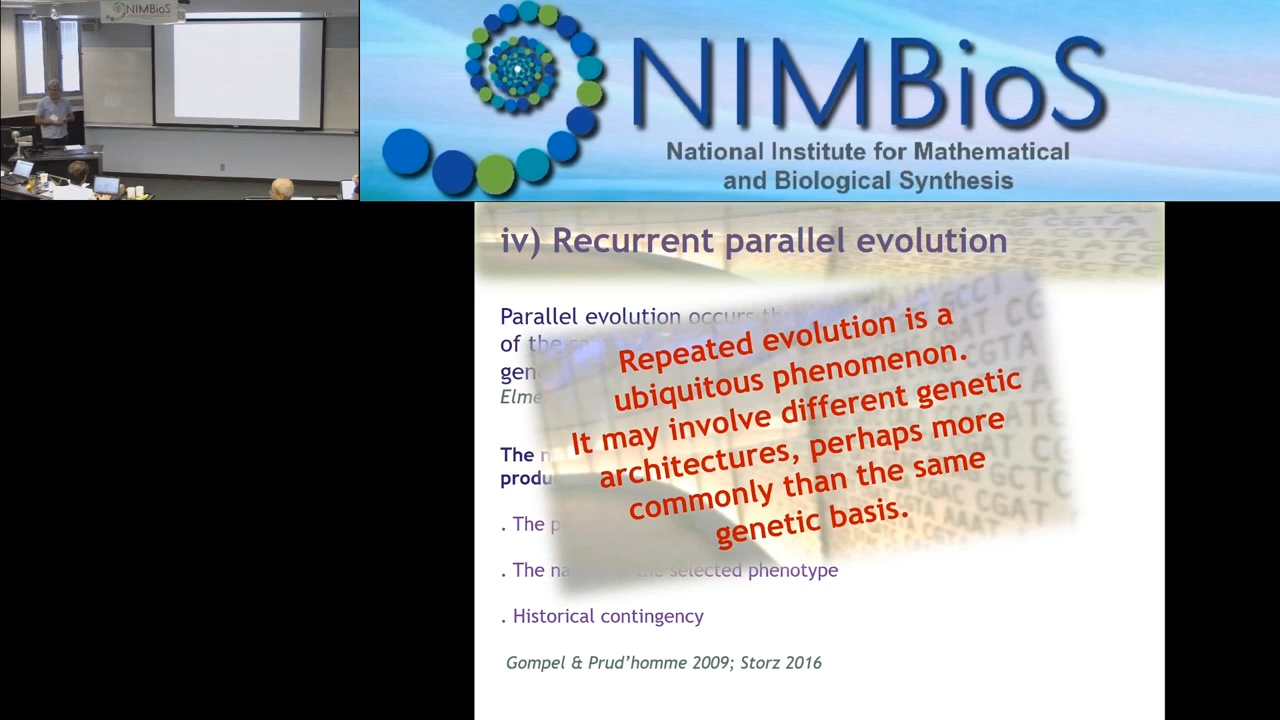 NIMBioS
NIMBioS
National Institute for Mathematical
and Biological Synthesis
iv) Recurrent parallel evolution
Parallel evolution occurs
of the
gen
Elme
Repeated evolution is a
ubiquitous phenomenon.
It may involve different genetic
architectures, perhaps more
commonly than the same
genetic basis.
The
produ
. The p
. The na the selected phenotype
. Historical contingency
Gompel & Prud'homme 2009; Storz 2016